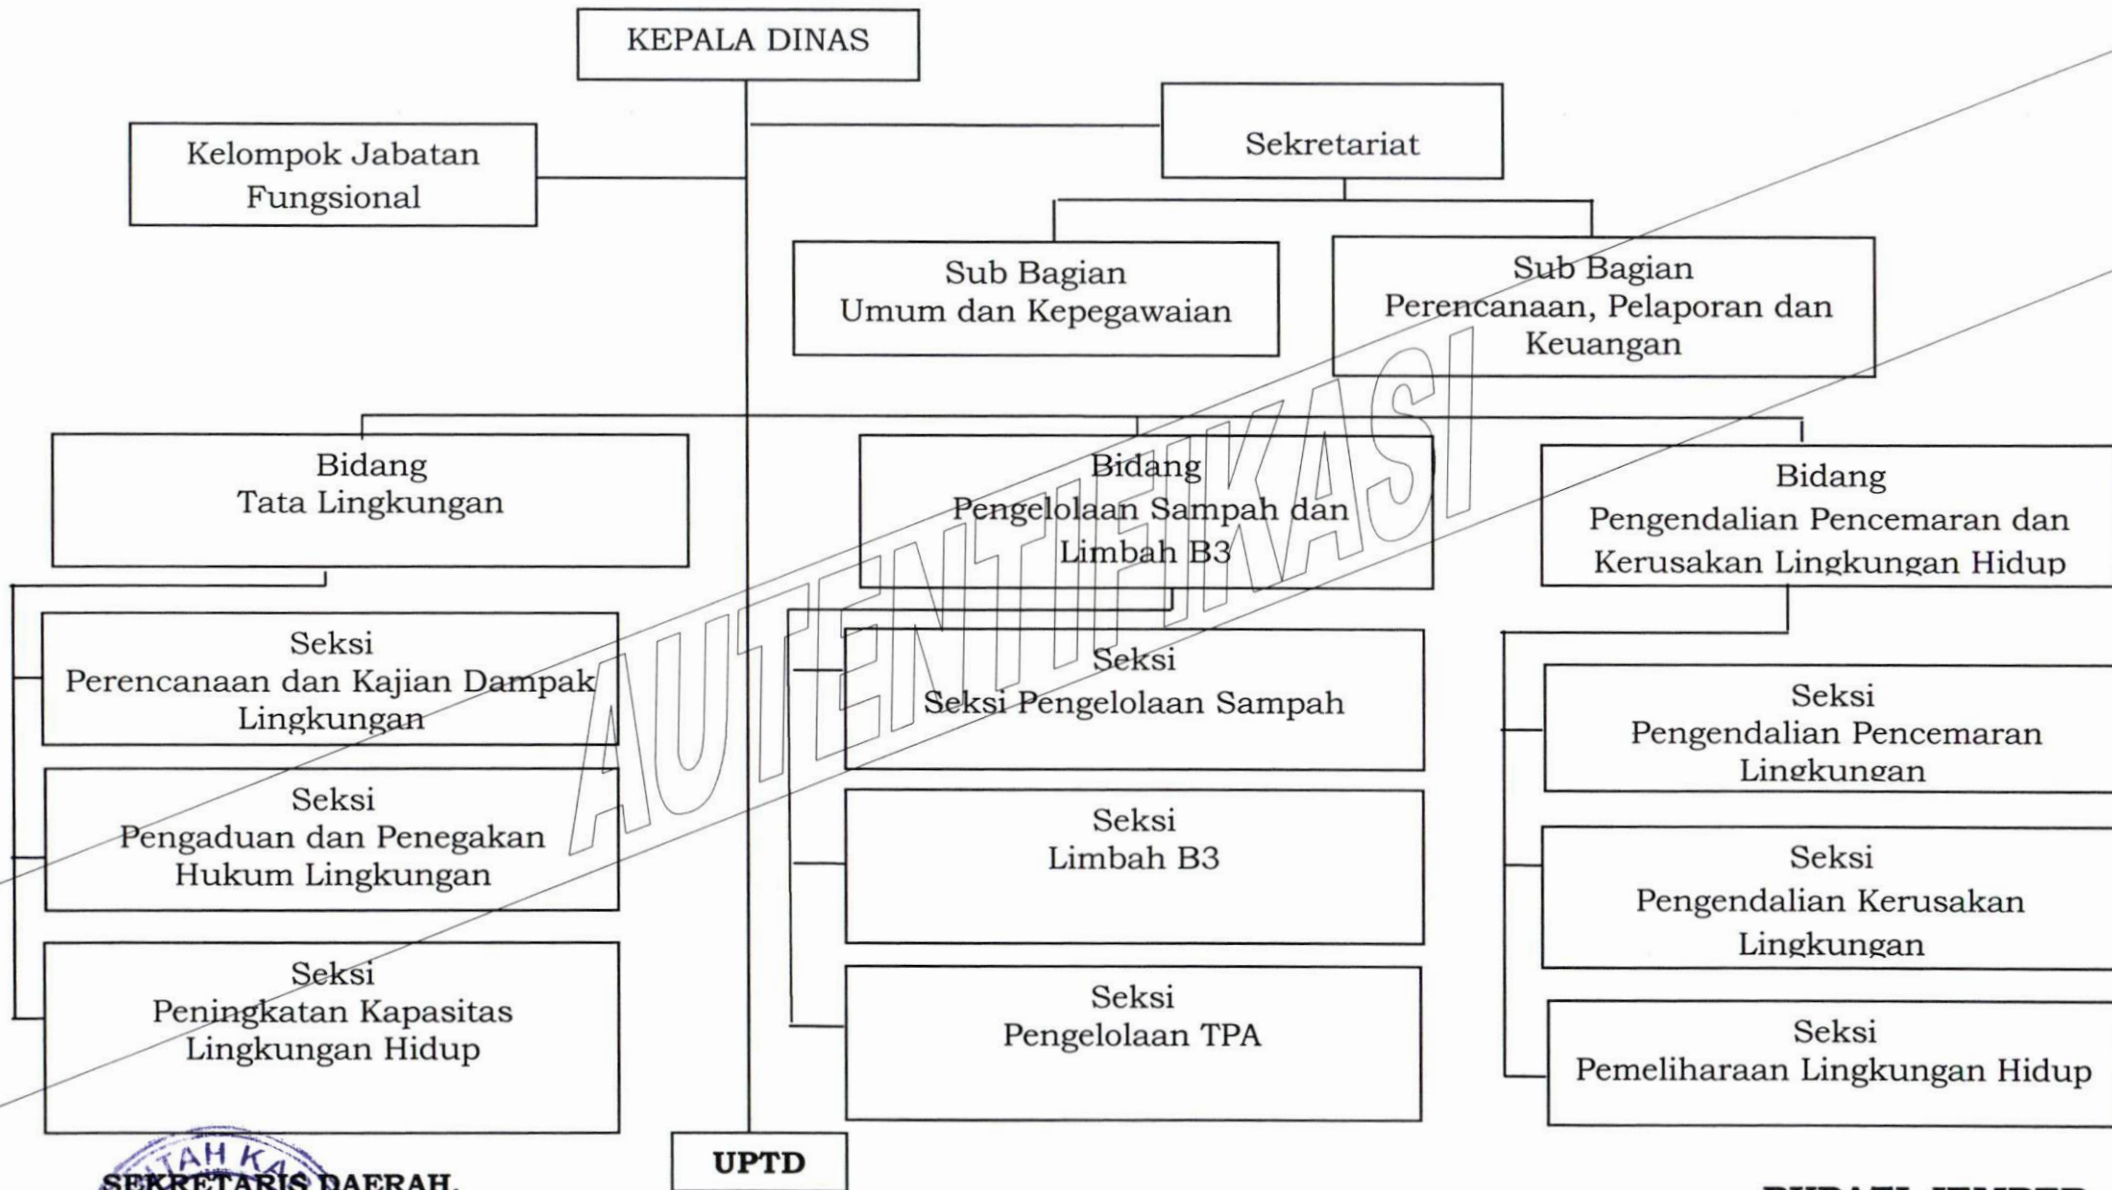 KEPALA DINAS
Sekretariat
Kelompok Jabatan
Fungsional
Sub Bagian
Umum dan Kepegawaian
Sub Bagian
Perencanaan, Pelaporan dan
Keuangan
Bidang
Tata Lingkungan
Bidang
Pengelolaan Sampah dan
Limbah B3
Bidang
Pengendalian Pencemaran dan
Kerusakan Lingkungan Hidup
Seksi
Perencanaan dan Kajian Dampak
Lingkungan
Seksi
Pengaduan dan Penegakan
Hukum Lingkungan
Seksi
Peningkatan Kapasitas
Lingkungan Hidup
Seksi
Seksi Pengelolaan Sampah
Seksi
Limbah B3
Seksi
Pengelolaan TPA
Seksi
Pengendalian Pencemaran
Lingkungan
Seksi
Pengendalian Kerusakan
Lingkungan
Seksi
Pemeliharaan Lingkungan Hidup
AUTENTIFIKASI
UPTD
SEKRETARIS DAERAH,
BUPATI JEMBER